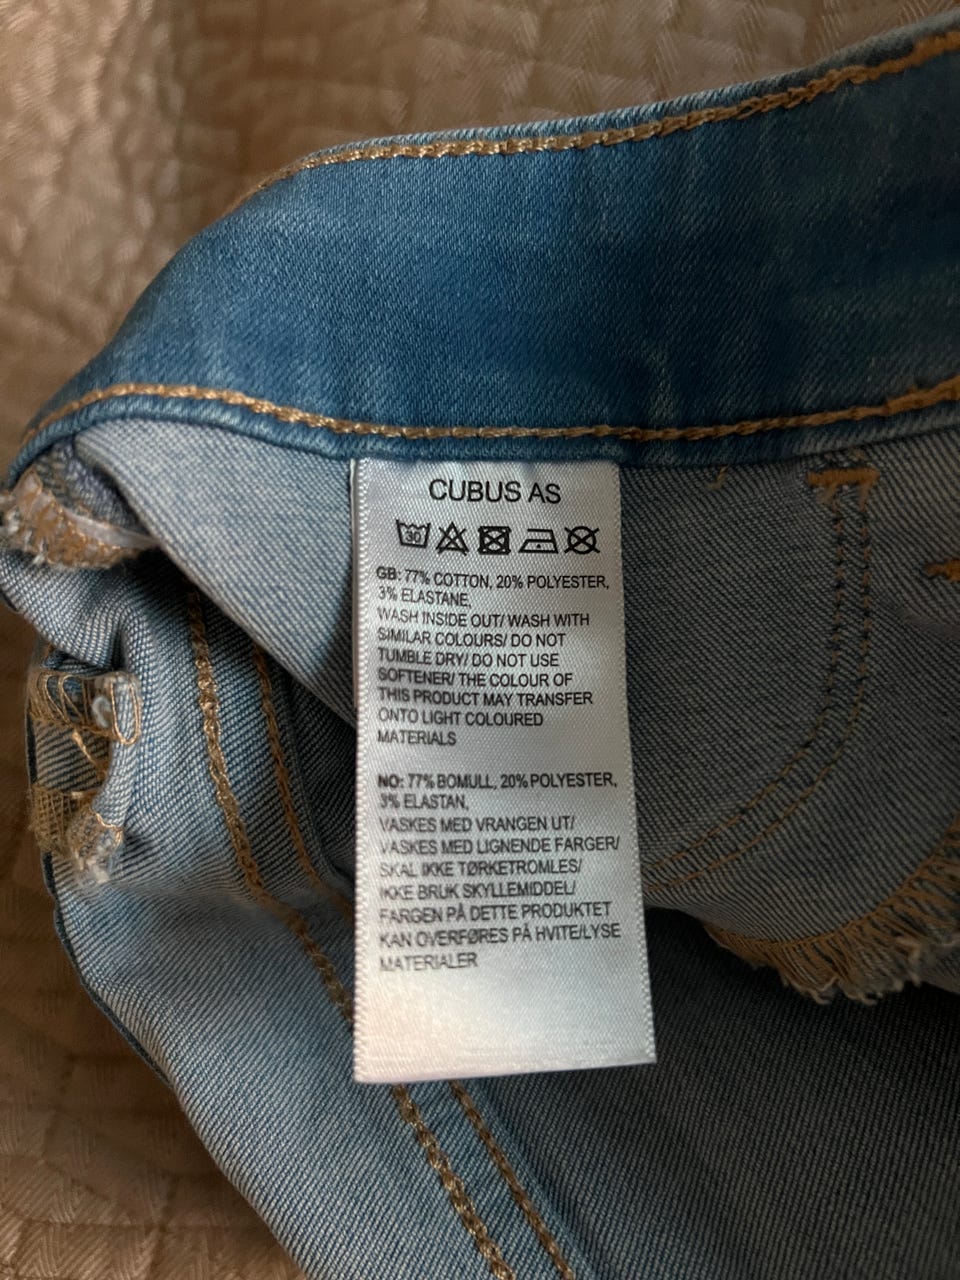 CUBUS AS
30
GB: 77% COTTON, 20% POLYESTER,
3% ELASTANE,
WASH INSIDE OUT/ WASH WITH
SIMILAR COLOURS/ DO NOT
TUMBLE DRY/ DO NOT USE
SOFTENER/ THE COLOUR OF
THIS PRODUCT MAY TRANSFER
ONTO LIGHT COLOURED
MATERIALS
NO: 77% BOMULL, 20% POLYESTER,
3% ELASTAN,
VASKES MED VRANGEN UT/
VASKES MED LIGNENDE FARGER/
SKAL IKKE TØRKETROMLES/
IKKE BRUK SKYLLEMIDDEL/
FARGEN PÅ DETTE PRODUKTET
KAN OVERFØRES PÅ HVITE/LYSE
MATERIALER